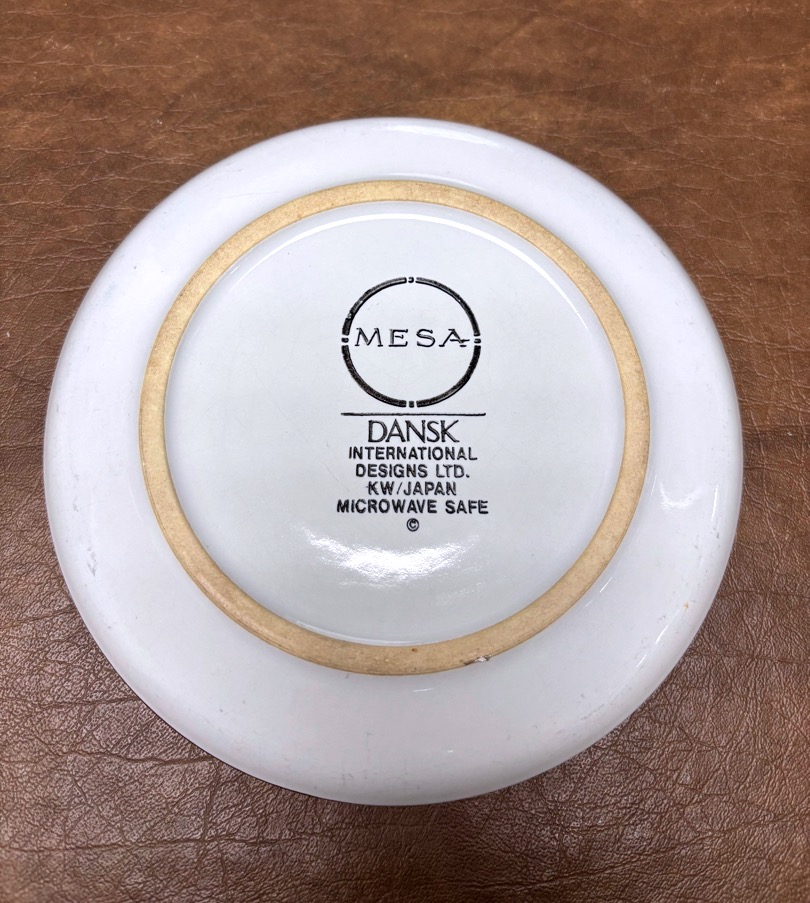 MESA
DANSK
INTERNATIONAL
DESIGNS LTD.
KW/JAPAN
MICROWAVE SAFE
©